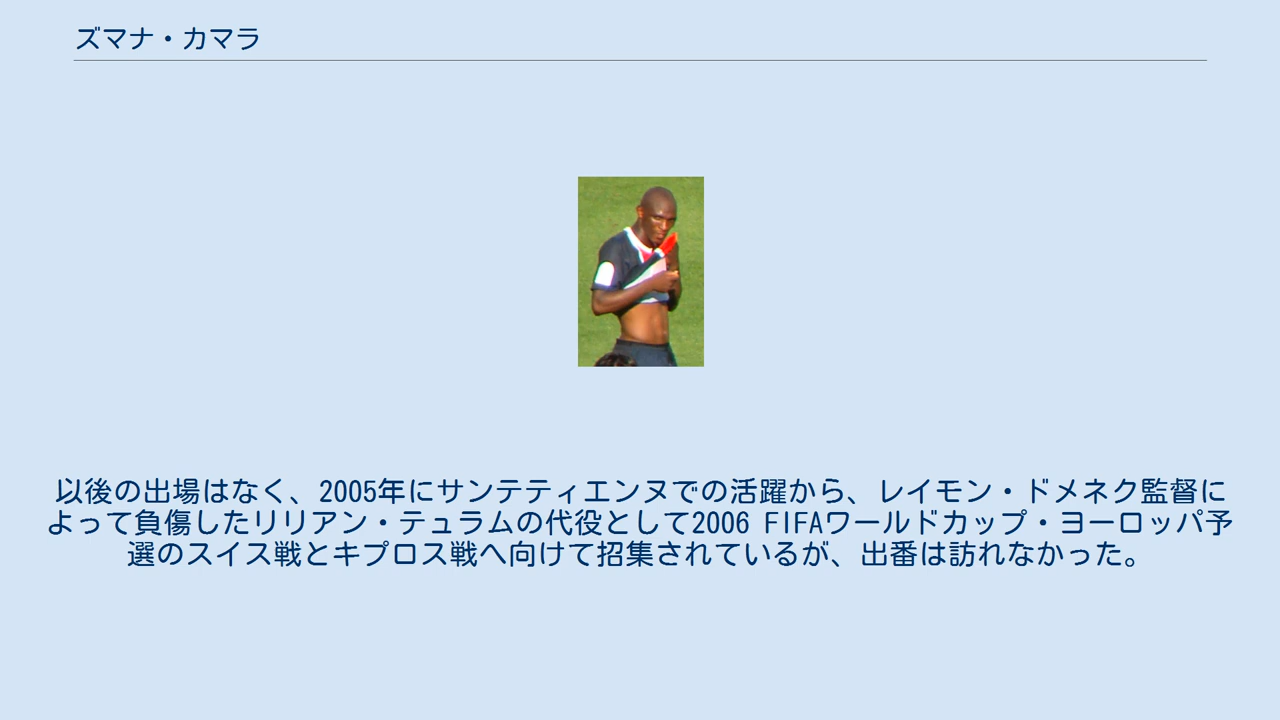 ズマナ・カマラ
以後の出場はなく、2005年にサンテティエンヌでの活躍から、レイモン・ドメネク監督に
よって負傷したリリアン・テュラムの代役として2006 FIFAワールドカップ・ヨーロッパ予
選のスイス戦とキプロス戦へ向けて招集されているが、出番は訪れなかった。